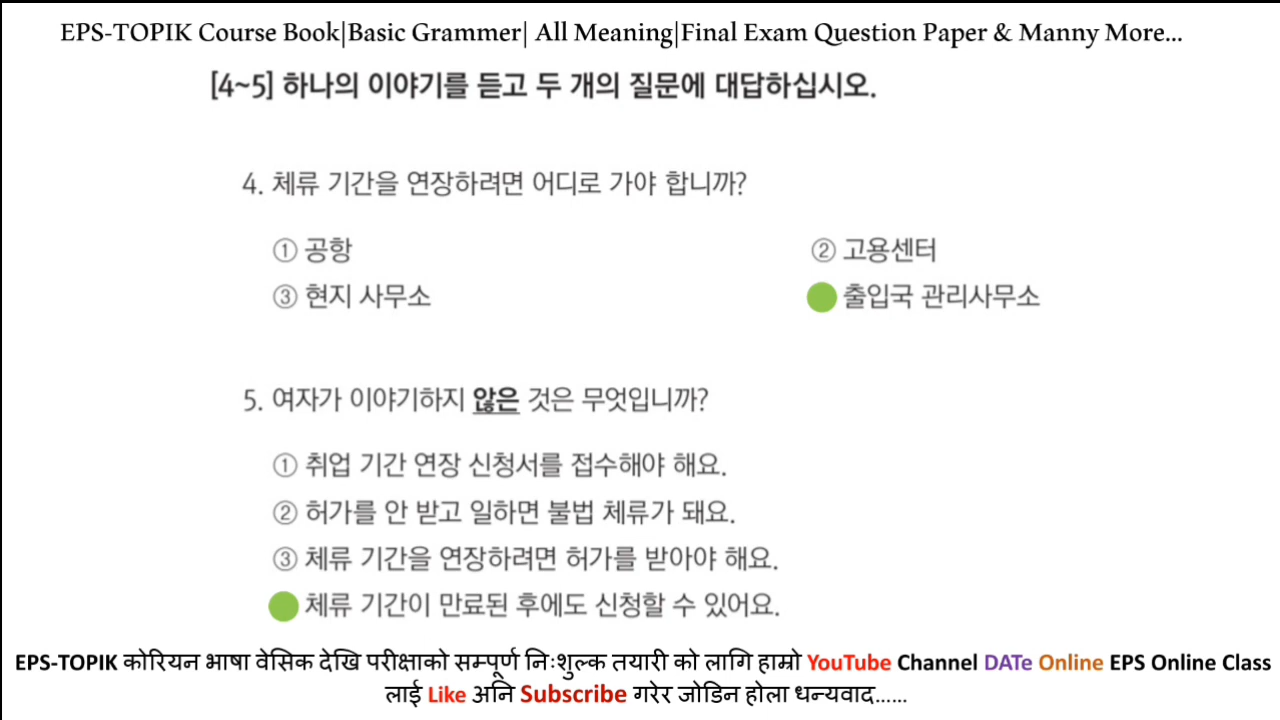 EPS-TOPIK Course Book|Basic Grammer| All Meaning|Final Exam Question Paper & Manny More...
[4~5] 하나의 이야기를 듣고 두 개의 질문에 대답하십시오.
4. 체류 기간을 연장하려면 어디로 가야 합니까?
① 공항 ② 고용센터
③ 현지 사무소 출입국 관리사무소
5. 여자가 이야기하지 않은 것은 무엇입니까?
① 취업 기간 연장 신청서를 접수해야 해요.
② 허가를 안 받고 일하면 불법 체류가 돼요.
③ 체류 기간을 연장하려면 허가를 받아야 해요.
체류 기간이 만료된 후에도 신청할 수 있어요.
EPS-TOPIK कोरियन भाषा वेसिक देखि परीक्षाको सम्पूर्ण निःशुल्क तयारी को लागि हाम्रो YouTube Channel DATe Online EPS Online Class
लाई Like अनि Subscribe गरेर जोडिन होला धन्यवाद......